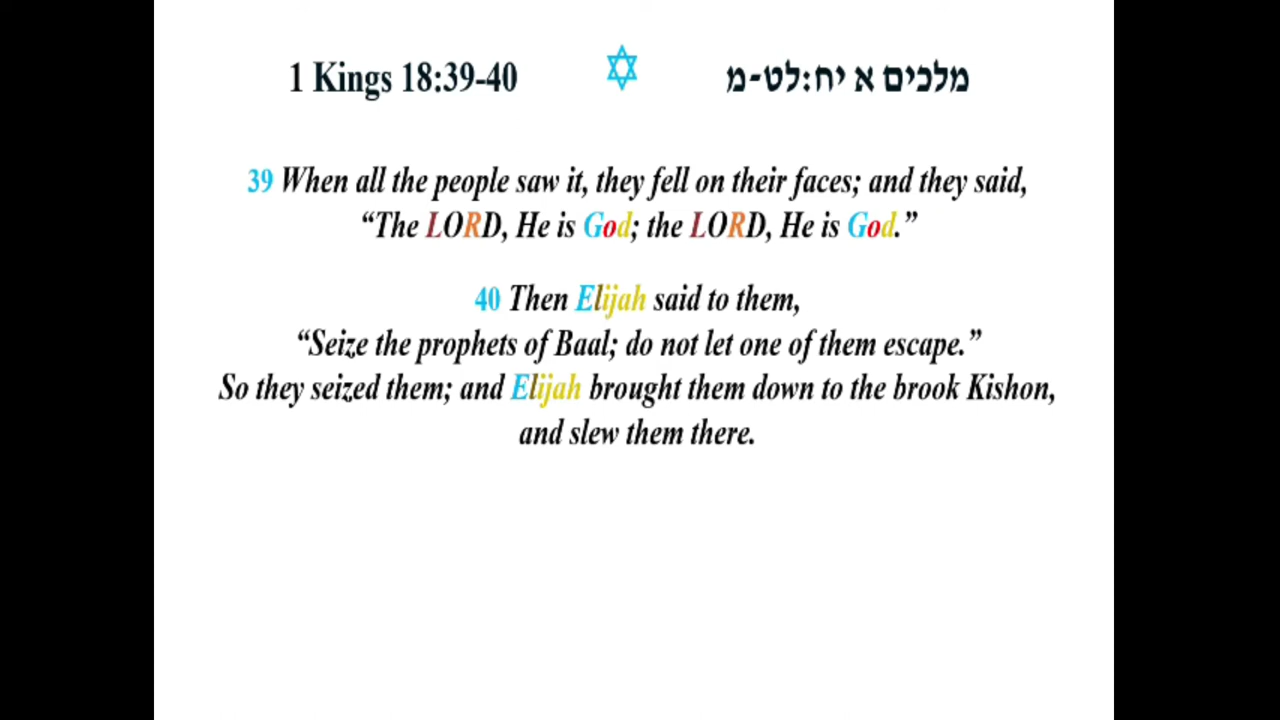 1 Kings 18:39-40 מלכים א יח:לט-מ
39 When all the people saw it, they fell on their faces; and they said,
“The LORD, He is God; the LORD, He is God.”
40 Then Elijah said to them,
“Seize the prophets of Baal; do not let one of them escape.”
So they seized them; and Elijah brought them down to the brook Kishon,
and slew them there.